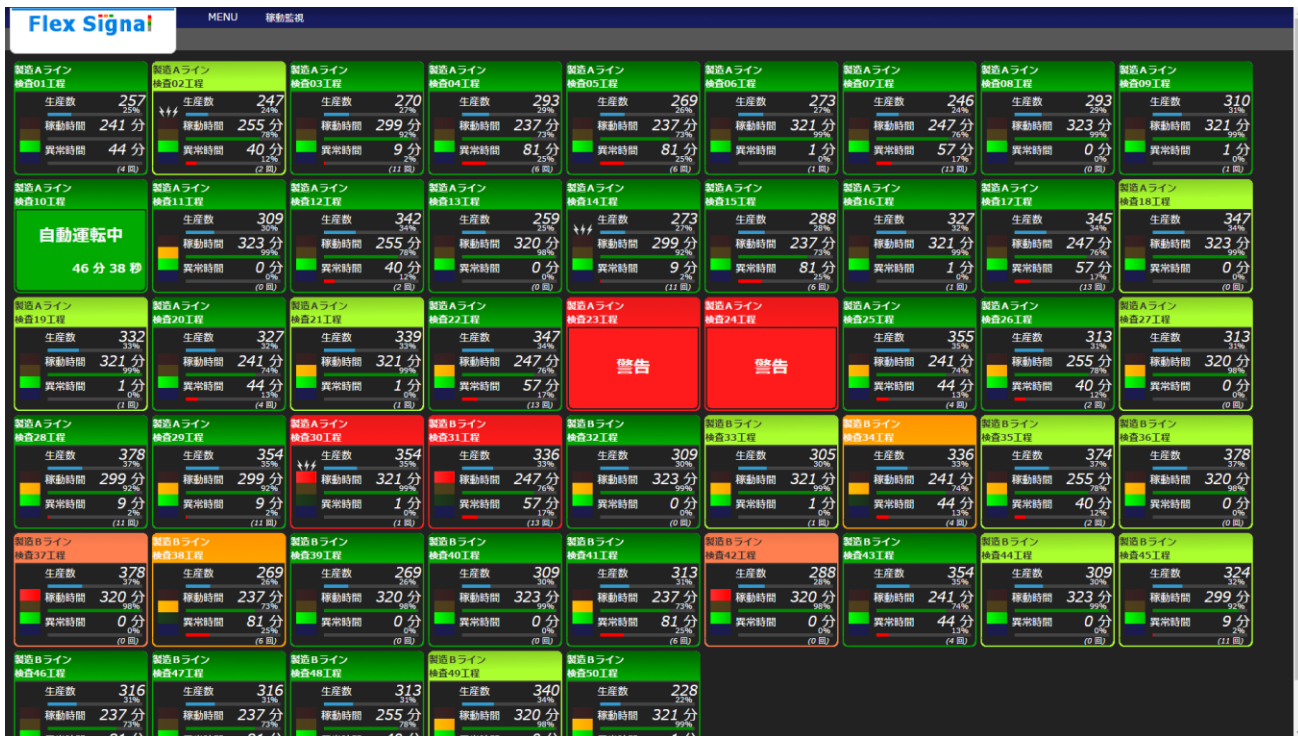 Flex Signal
MENU 稼動監視
製造Aライン
検査01工程
生産数 257
25%
稼動時間 241 分
異常時間 44 分
(4 回)
製造Aライン
検査02工程
生産数 247
24%
稼動時間 255 分
78%
異常時間 40 分
12%
(2 回)
製造Aライン
検査03工程
生産数 270
27%
稼動時間 299 分
92%
異常時間 9 分
2%
(11 回)
製造Aライン
検査04工程
生産数 293
29%
稼動時間 237 分
73%
異常時間 81 分
25%
(6 回)
製造Aライン
検査05工程
生産数 269
26%
稼動時間 237 分
73%
異常時間 81 分
25%
(6 回)
製造Aライン
検査06工程
生産数 273
27%
稼動時間 321 分
99%
異常時間 1 分
0%
(1 回)
製造Aライン
検査07工程
生産数 246
24%
稼動時間 247 分
76%
異常時間 57 分
17%
(13 回)
製造Aライン
検査08工程
生産数 293
29%
稼動時間 323 分
99%
異常時間 0 分
0%
(0 回)
製造Aライン
検査09工程
生産数 310
31%
稼動時間 321 分
99%
異常時間 1 分
0%
(1 回)
製造Aライン
検査10工程
自動運転中
46 分 38 秒
製造Aライン
検査11工程
生産数 309
30%
稼動時間 323 分
99%
異常時間 0 分
0%
(0 回)
製造Aライン
検査12工程
生産数 342
34%
稼動時間 255 分
78%
異常時間 40 分
12%
(2 回)
製造Aライン
検査13工程
生産数 259
25%
稼動時間 320 分
98%
異常時間 0 分
0%
(0 回)
製造Aライン
検査14工程
生産数 273
27%
稼動時間 299 分
92%
異常時間 9 分
2%
(11 回)
製造Aライン
検査15工程
生産数 288
28%
稼動時間 237 分
73%
異常時間 81 分
25%
(6 回)
製造Aライン
検査16工程
生産数 327
32%
稼動時間 321 分
99%
異常時間 1 分
0%
(1 回)
製造Aライン
検査17工程
生産数 345
34%
稼動時間 247 分
76%
異常時間 57 分
17%
(13 回)
製造Aライン
検査18工程
生産数 347
34%
稼動時間 323 分
99%
異常時間 0 分
0%
(0 回)
製造Aライン
検査19工程
生産数 332
33%
稼動時間 321 分
99%
異常時間 1 分
0%
(1 回)
製造Aライン
検査20工程
生産数 327
32%
稼動時間 241 分
74%
異常時間 44 分
13%
(4 回)
製造Aライン
検査21工程
生産数 339
33%
稼動時間 321 分
99%
異常時間 1 分
0%
(1 回)
製造Aライン
検査22工程
生産数 347
34%
稼動時間 247 分
76%
異常時間 57 分
17%
(13 回)
製造Aライン
検査23工程
警告
製造Aライン
検査24工程
警告
製造Aライン
検査25工程
生産数 355
35%
稼動時間 241 分
74%
異常時間 44 分
13%
(4 回)
製造Aライン
検査26工程
生産数 313
31%
稼動時間 255 分
78%
異常時間 40 分
12%
(2 回)
製造Aライン
検査27工程
生産数 313
31%
稼動時間 320 分
98%
異常時間 0 分
0%
(0 回)
製造Aライン
検査28工程
生産数 378
37%
稼動時間 299 分
92%
異常時間 9 分
2%
(11 回)
製造Aライン
検査29工程
生産数 354
35%
稼動時間 299 分
92%
異常時間 9 分
2%
(11 回)
製造Aライン
検査30工程
生産数 354
35%
稼動時間 321 分
99%
異常時間 1 分
0%
(1 回)
製造Bライン
検査31工程
生産数 336
33%
稼動時間 247 分
76%
異常時間 57 分
17%
(13 回)
製造Bライン
検査32工程
生産数 309
30%
稼動時間 323 分
99%
異常時間 0 分
0%
(0 回)
製造Bライン
検査33工程
生産数 305
30%
稼動時間 321 分
99%
異常時間 1 分
0%
(1 回)
製造Bライン
検査34工程
生産数 336
33%
稼動時間 241 分
74%
異常時間 44 分
13%
(4 回)
製造Bライン
検査35工程
生産数 374
37%
稼動時間 255 分
78%
異常時間 40 分
12%
(2 回)
製造Bライン
検査36工程
生産数 378
37%
稼動時間 320 分
98%
異常時間 0 分
0%
(0 回)
製造Bライン
検査37工程
生産数 378
37%
稼動時間 320 分
98%
異常時間 0 分
0%
(0 回)
製造Bライン
検査38工程
生産数 269
26%
稼動時間 237 分
73%
異常時間 81 分
25%
(6 回)
製造Bライン
検査39工程
生産数 269
26%
稼動時間 320 分
98%
異常時間 0 分
0%
(0 回)
製造Bライン
検査40工程
生産数 309
30%
稼動時間 323 分
99%
異常時間 0 分
0%
(0 回)
製造Bライン
検査41工程
生産数 313
31%
稼動時間 237 分
73%
異常時間 81 分
25%
(6 回)
製造Bライン
検査42工程
生産数 288
28%
稼動時間 320 分
98%
異常時間 0 分
0%
(0 回)
製造Bライン
検査43工程
生産数 354
35%
稼動時間 241 分
74%
異常時間 44 分
13%
(4 回)
製造Bライン
検査44工程
生産数 309
30%
稼動時間 323 分
99%
異常時間 0 分
0%
(0 回)
製造Bライン
検査45工程
生産数 324
32%
稼動時間 299 分
92%
異常時間 9 分
2%
(11 回)
製造Bライン
検査46工程
生産数 316
31%
稼動時間 237 分
73%
製造Bライン
検査47工程
生産数 316
31%
稼動時間 237 分
73%
製造Bライン
検査48工程
生産数 313
31%
稼動時間 255 分
78%
製造Bライン
検査49工程
生産数 340
34%
稼動時間 320 分
98%
製造Bライン
検査50工程
生産数 228
22%
稼動時間 321 分
99%